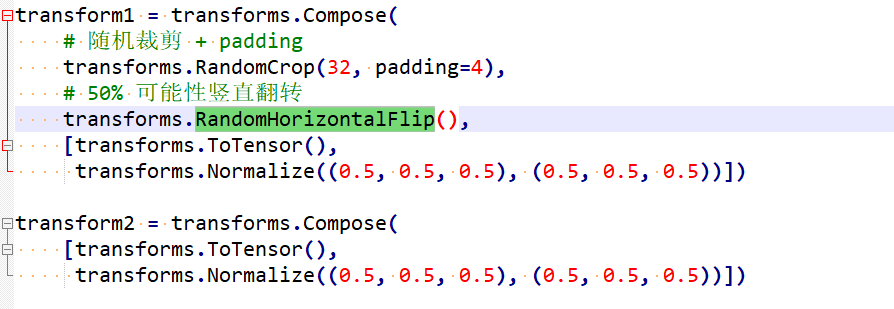 transform1 = transforms.Compose(
    # 随机裁剪 + padding
    transforms.RandomCrop(32, padding=4),
    # 50% 可能性竖直翻转
    transforms.RandomHorizontalFlip(),
    [transforms.ToTensor(),
     transforms.Normalize((0.5, 0.5, 0.5), (0.5, 0.5, 0.5))])

transform2 = transforms.Compose(
    [transforms.ToTensor(),
     transforms.Normalize((0.5, 0.5, 0.5), (0.5, 0.5, 0.5))])